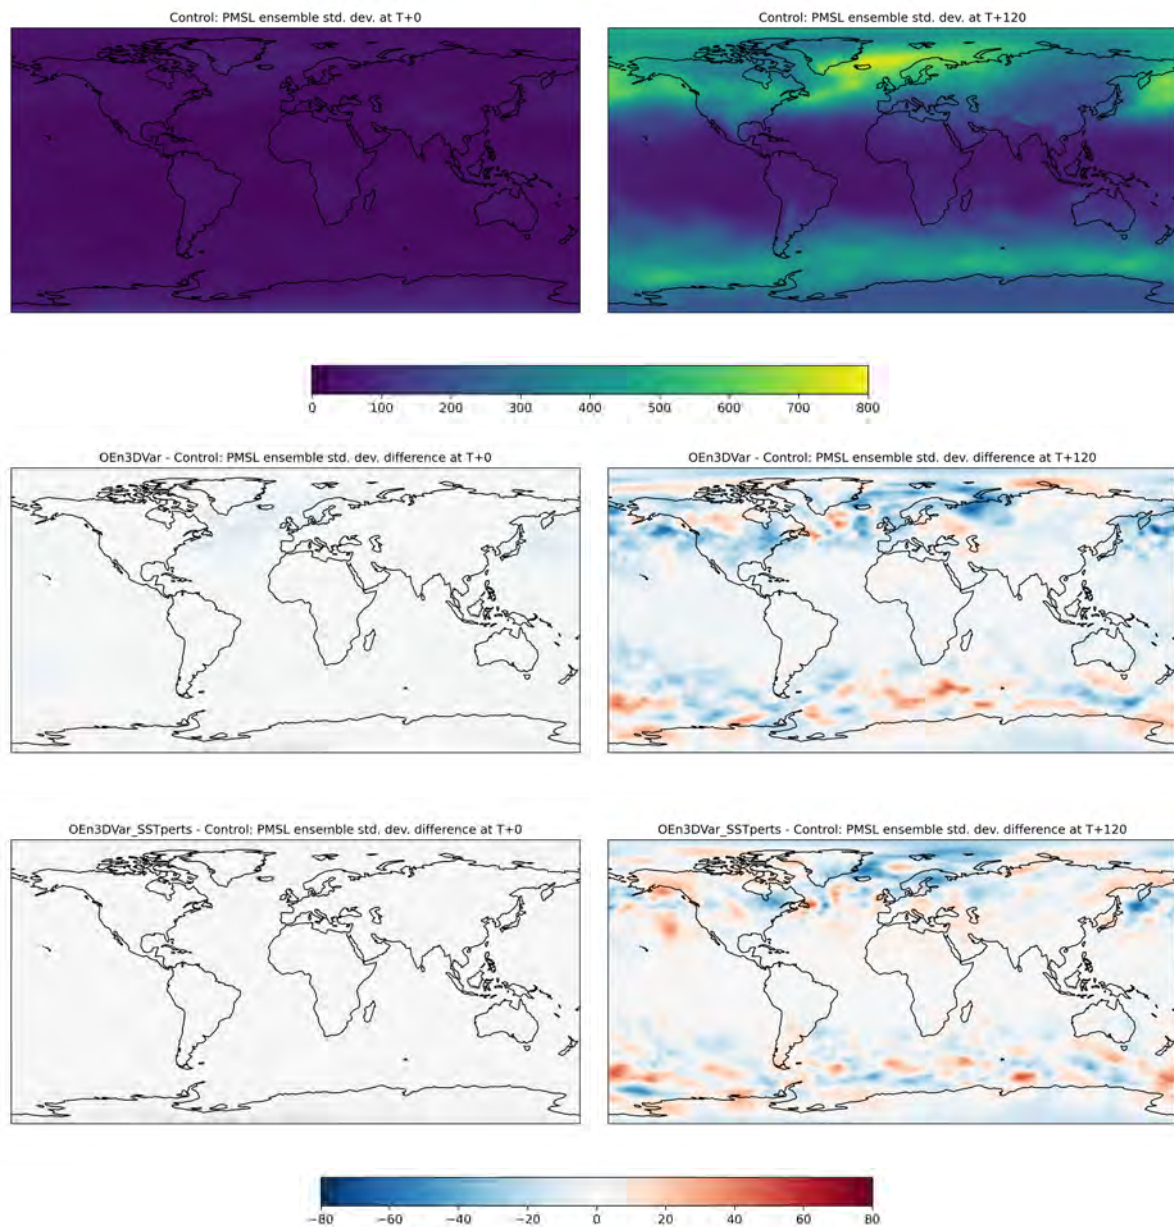 Control: PMSL ensemble std. dev. at T+0
Control: PMSL ensemble std. dev. at T+120
0 100 200 300 400 500 600 700 800
OEn3DVar - Control: PMSL ensemble std. dev. difference at T+0
OEn3DVar - Control: PMSL ensemble std. dev. difference at T+120
OEn3DVar_SSTperts - Control: PMSL ensemble std. dev. difference at T+0
OEn3DVar_SSTperts - Control: PMSL ensemble std. dev. difference at T+120
−80 −60 −40 −20 0 20 40 60 80